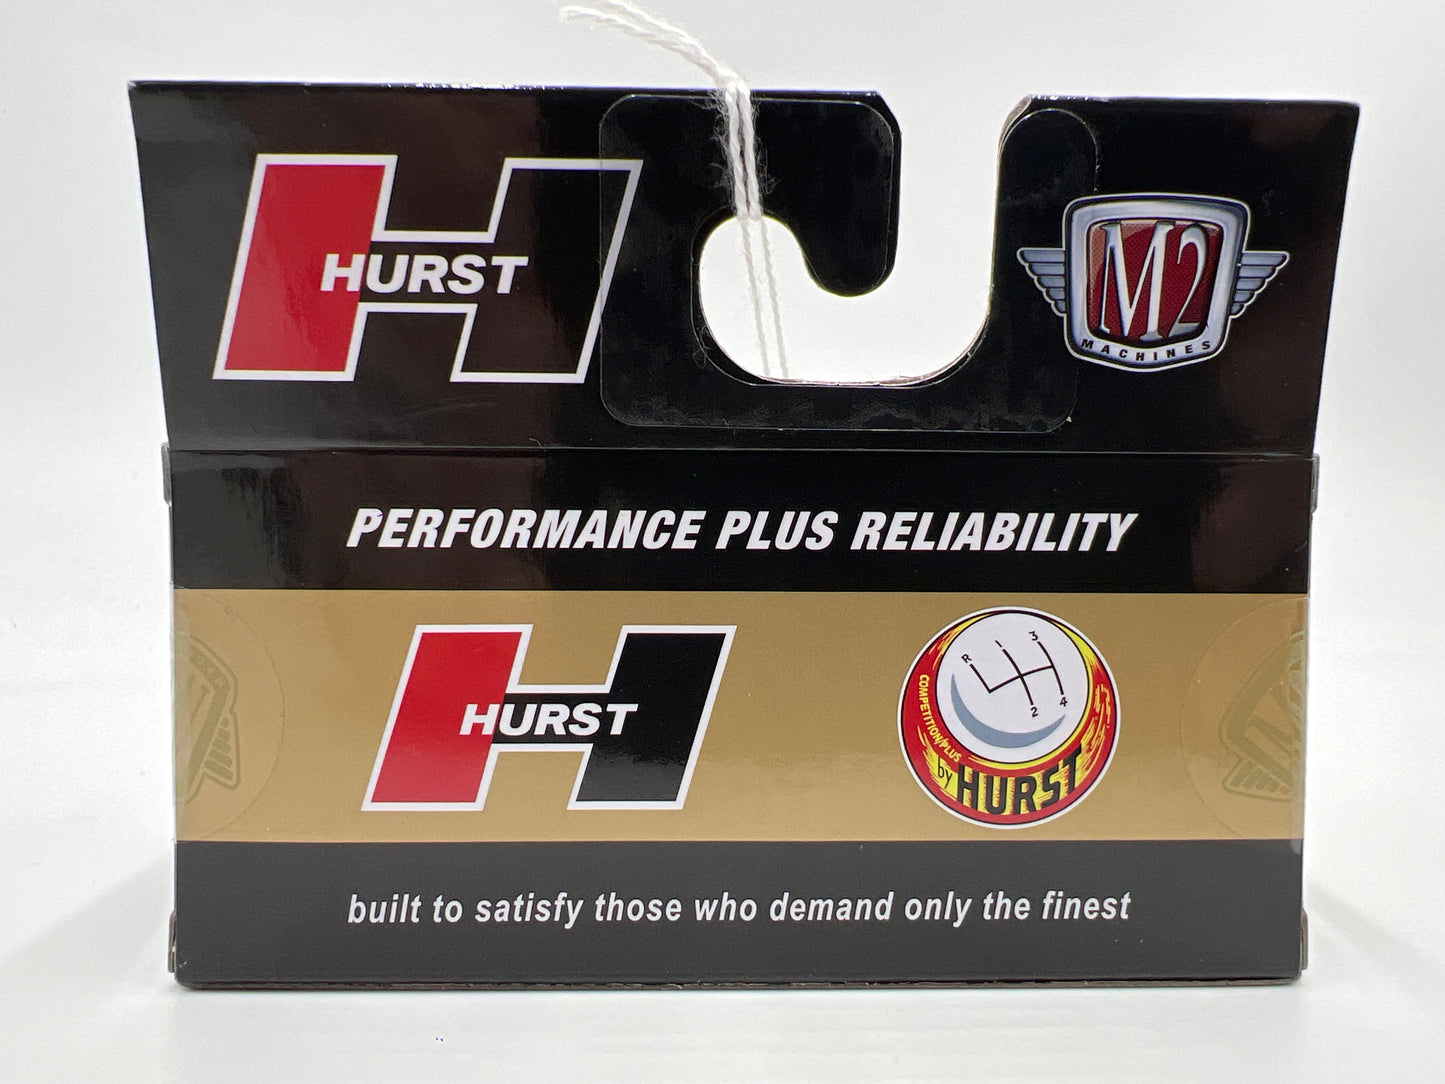 HURST
M2
MACHINES
PERFORMANCE PLUS RELIABILITY
HURST
R 1 3
2 4
COMPETITION/PLUS
by HURST
built to satisfy those who demand only the finest